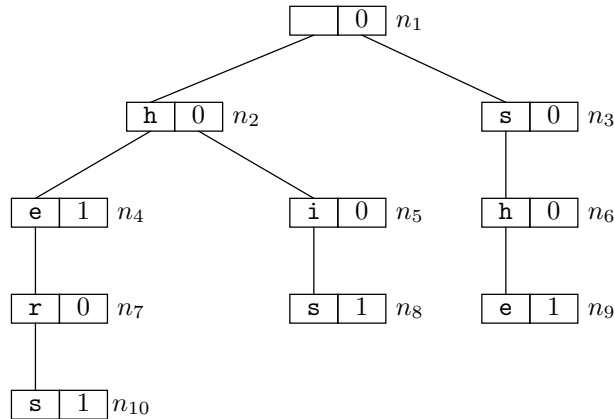 0 n₁
h 0 n₂ s 0 n₃
e 1 n₄ i 0 n₅ h 0 n₆
r 0 n₇ s 1 n₈ e 1 n₉
s 1 n₁₀